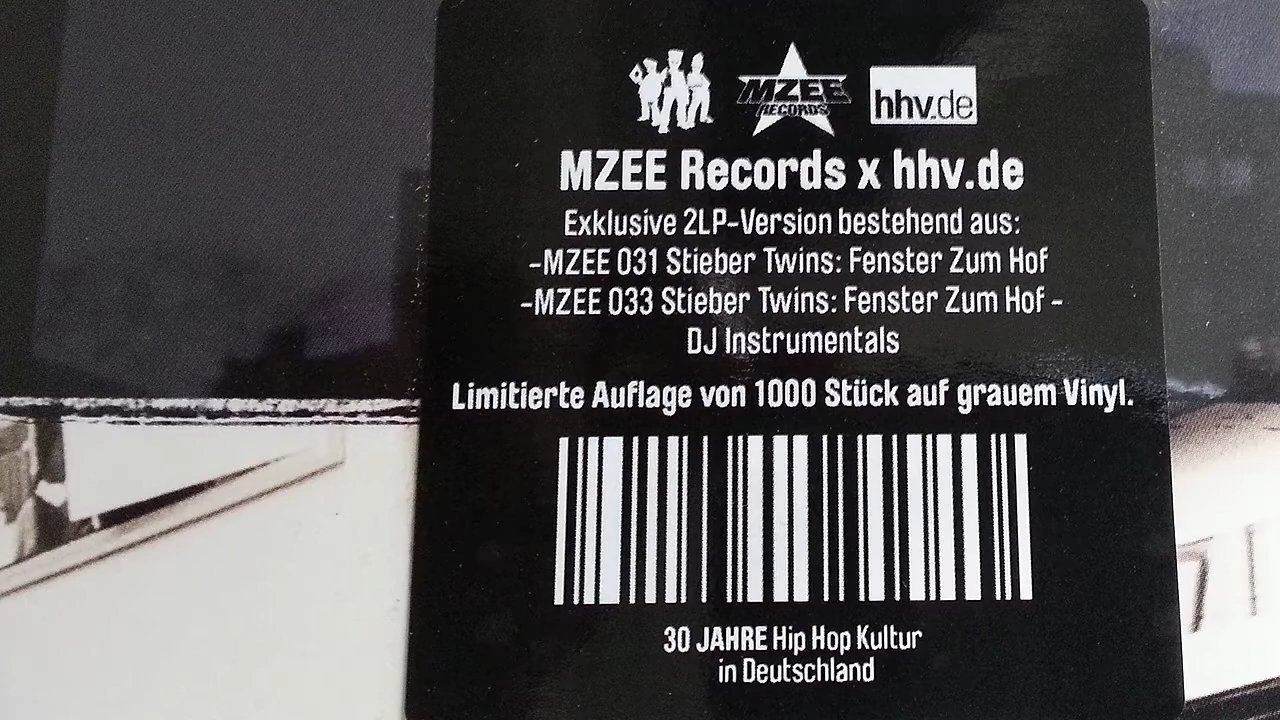 MZEE
RECORDS
hhv.de
MZEE Records x hhv.de
Exklusive 2LP-Version bestehend aus:
-MZEE 031 Stieber Twins: Fenster Zum Hof
-MZEE 033 Stieber Twins: Fenster Zum Hof -
DJ Instrumentals
Limitierte Auflage von 1000 Stück auf grauem Vinyl.
30 JAHRE Hip Hop Kultur
in Deutschland